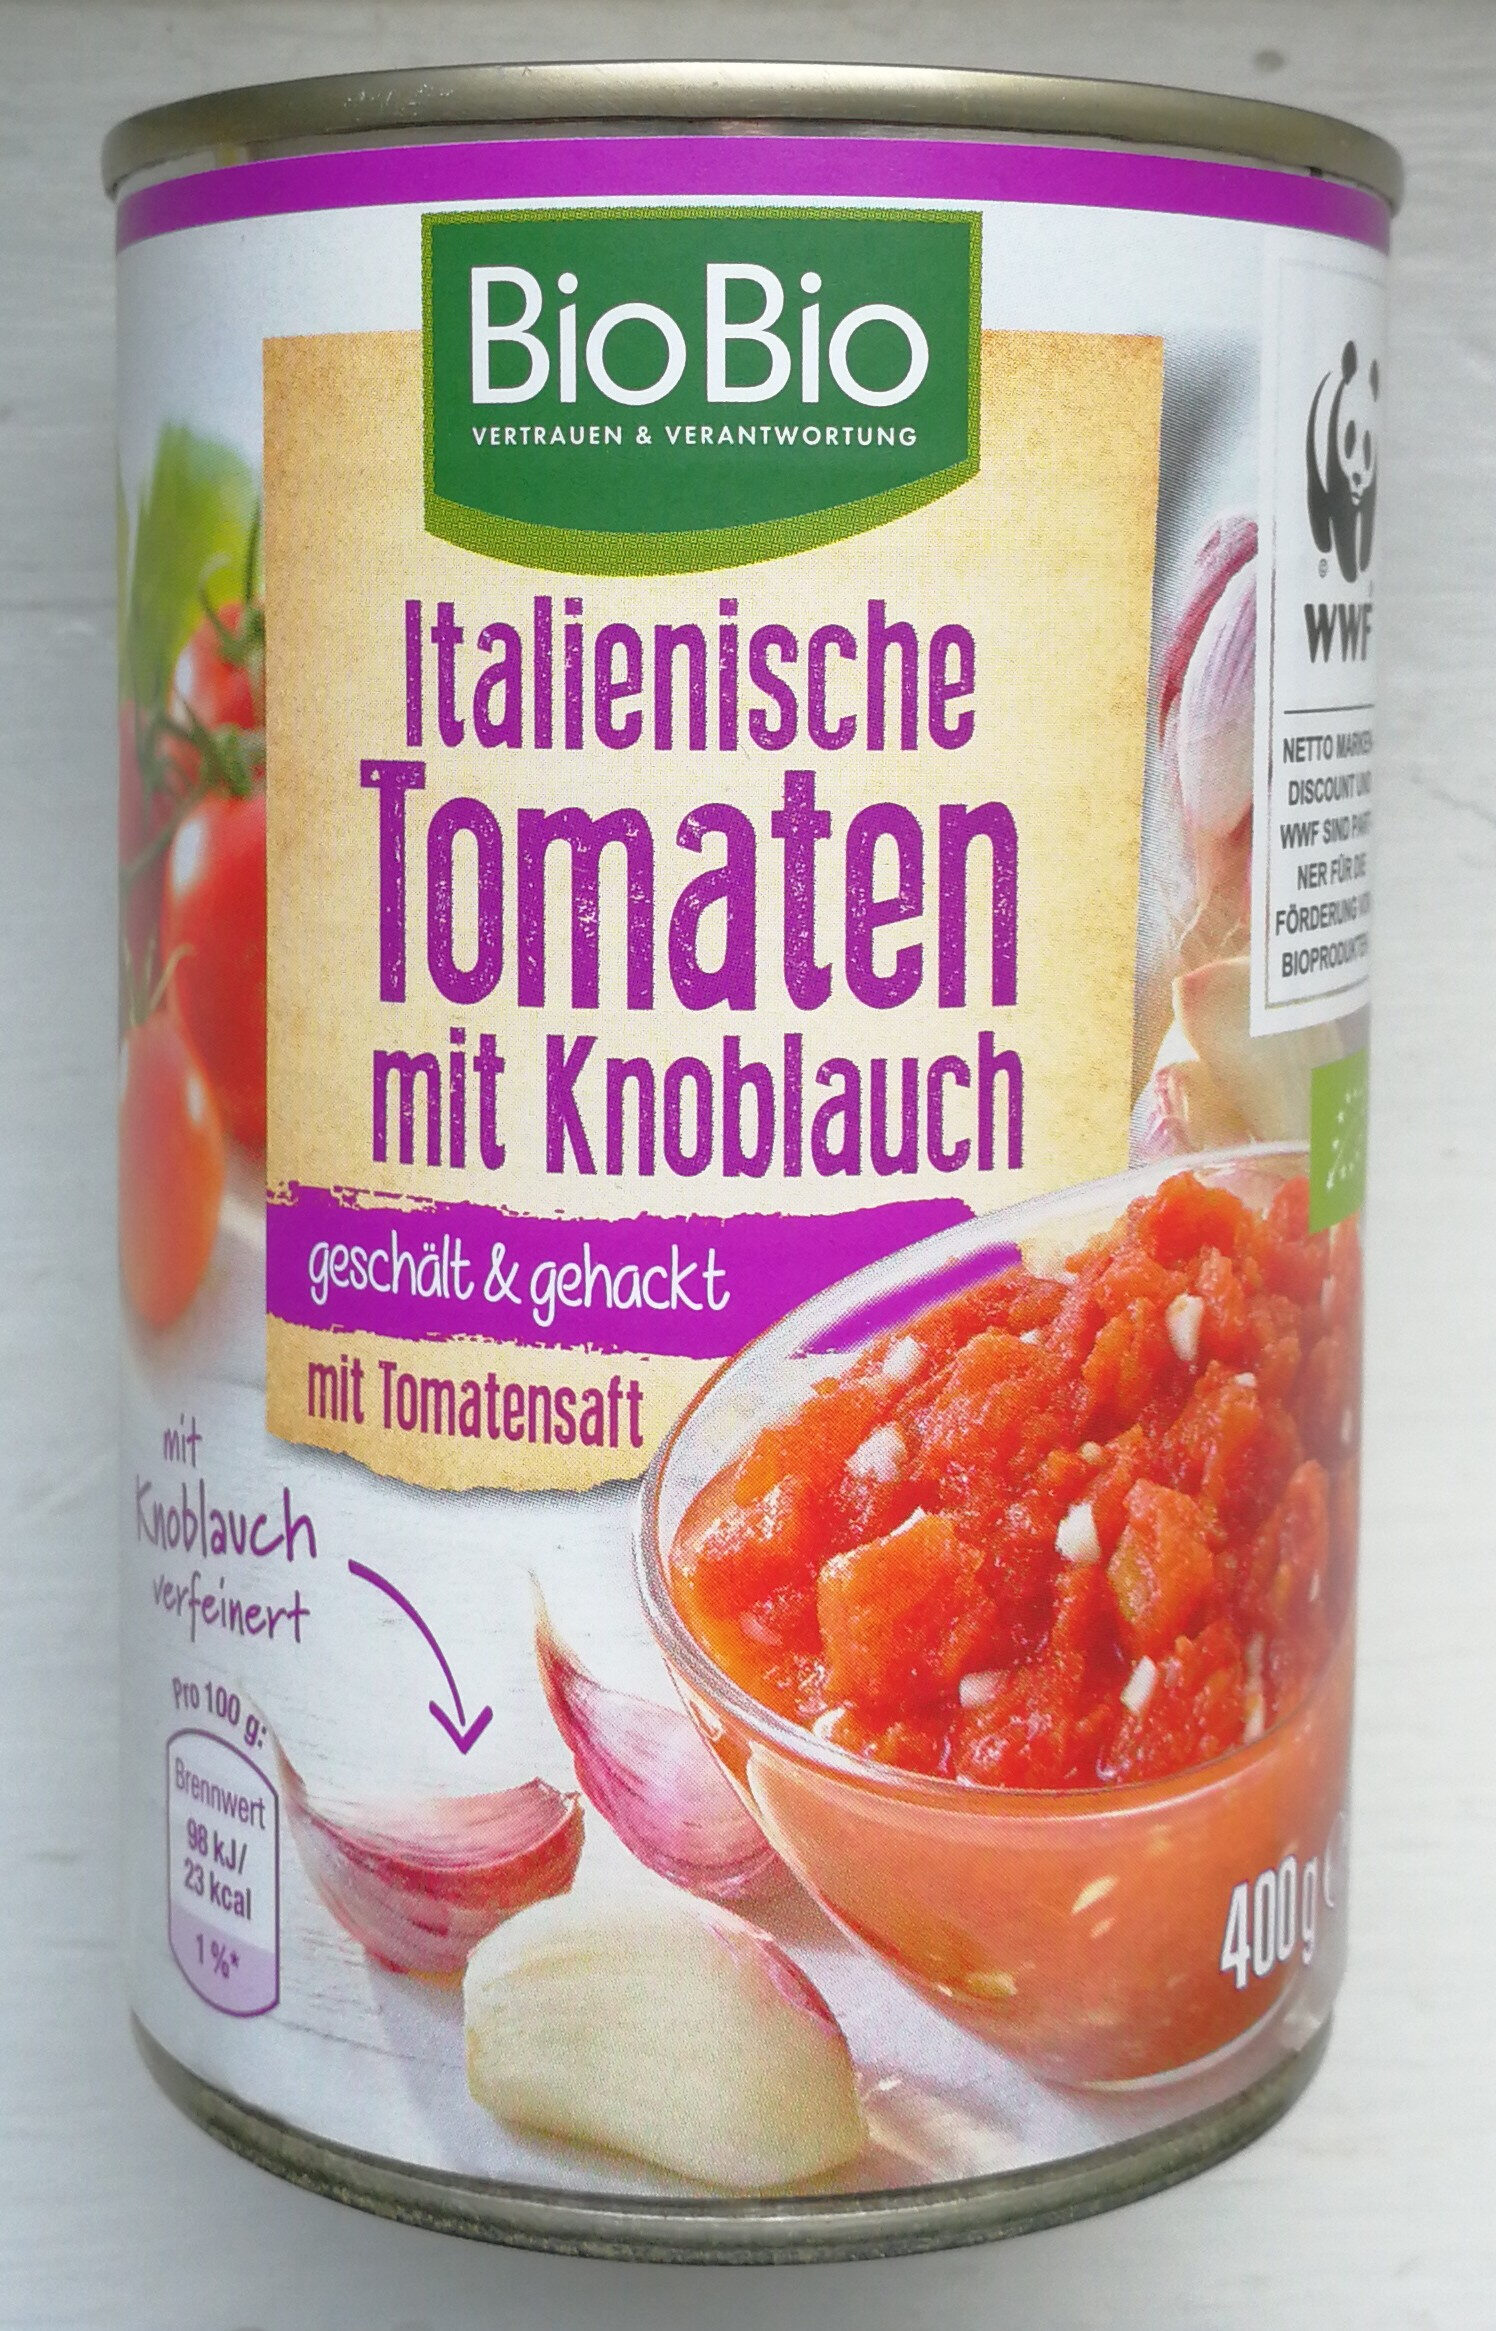 BioBio
VERTRAUEN & VERANTWORTUNG
Italienische
Tomaten
mit Knoblauch
geschält & gehackt
mit Tomatensaft
mit
Knoblauch
verfeinert
Pro 100 g:
Brennwert
98 kJ/
23 kcal
1 %*
©
WWF
NETTO MARKEN-
DISCOUNT UND
WWF SIND PART-
NER FÜR DIE
FÖRDERUNG VON
BIOPRODUKTEN
400 g